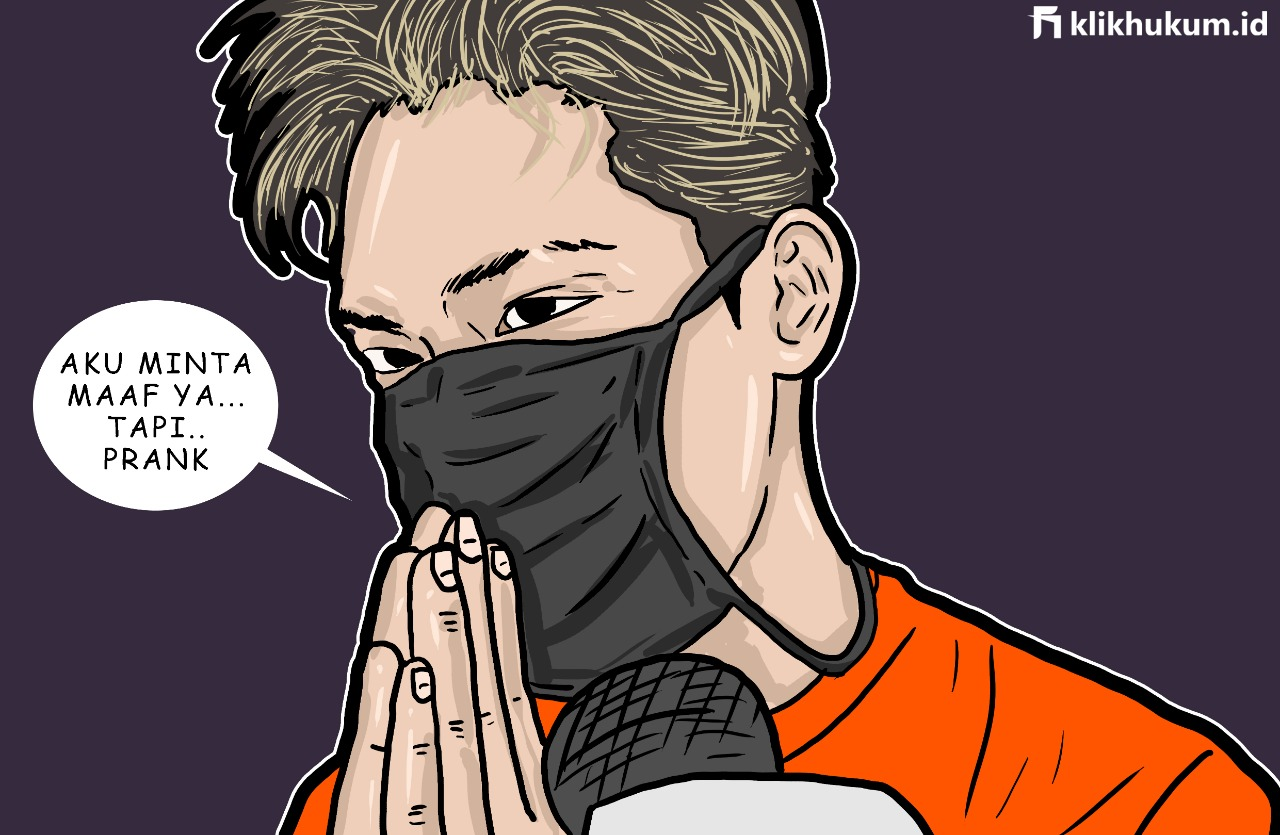 klikhukum.id
AKU MINTA
MAAF YA...
TAPI..
PRANK